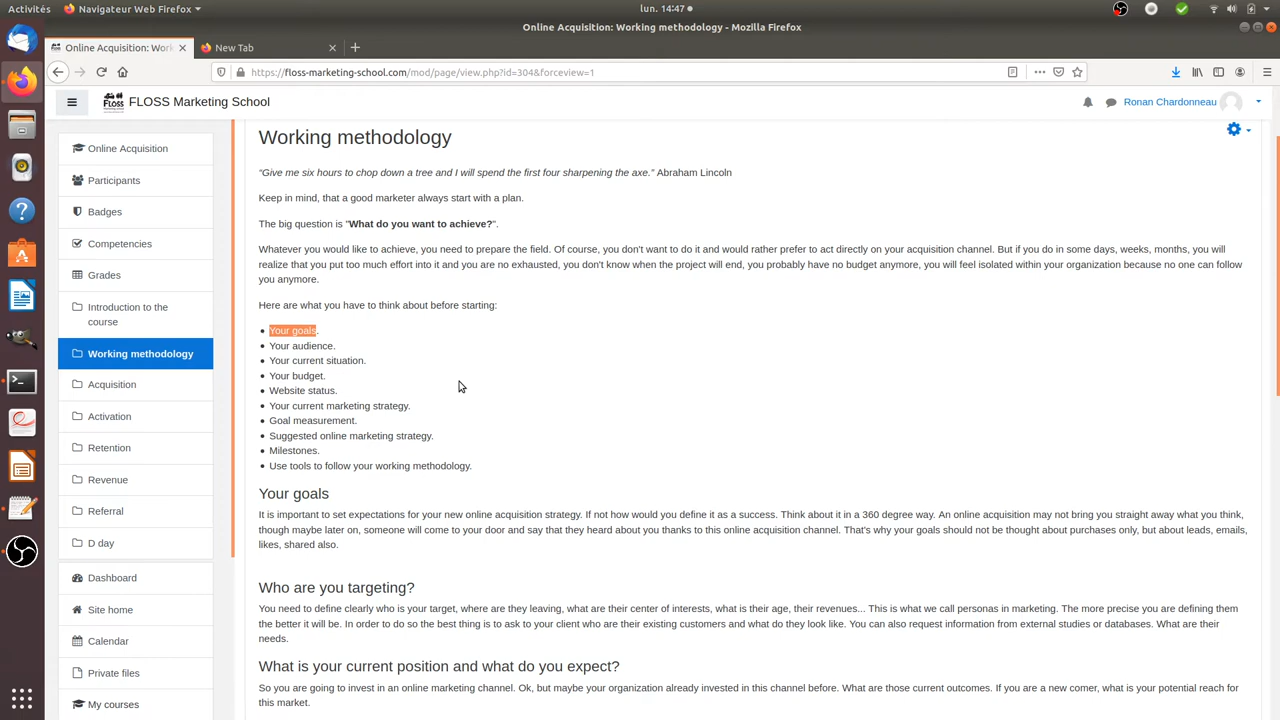 Activités
Navigateur Web Firefox
lun. 14:47
Online Acquisition: Working methodology - Mozilla Firefox
Online Acquisition: Work
New Tab
https://floss-marketing-school.com/mod/page/view.php?id=304&forceview=1
FLOSS Marketing School
Ronan Chardonneau
Online Acquisition
Participants
Badges
Competencies
Grades
Introduction to the
course
Working methodology
Acquisition
Activation
Retention
Revenue
Referral
D day
Dashboard
Site home
Calendar
Private files
My courses
Working methodology
“Give me six hours to chop down a tree and I will spend the first four sharpening the axe.” Abraham Lincoln
Keep in mind, that a good marketer always start with a plan.
The big question is "What do you want to achieve?".
Whatever you would like to achieve, you need to prepare the field. Of course, you don't want to do it and would rather prefer to act directly on your acquisition channel. But if you do in some days, weeks, months, you will
realize that you put too much effort into it and you are no exhausted, you don't know when the project will end, you probably have no budget anymore, you will feel isolated within your organization because no one can follow
you anymore.
Here are what you have to think about before starting:
• Your goals.
• Your audience.
• Your current situation.
• Your budget.
• Website status.
• Your current marketing strategy.
• Goal measurement.
• Suggested online marketing strategy.
• Milestones.
• Use tools to follow your working methodology.
Your goals
It is important to set expectations for your new online acquisition strategy. If not how would you define it as a success. Think about it in a 360 degree way. An online acquisition may not bring you straight away what you think,
though maybe later on, someone will come to your door and say that they heard about you thanks to this online acquisition channel. That's why your goals should not be thought about purchases only, but about leads, emails,
likes, shared also.
Who are you targeting?
You need to define clearly who is your target, where are they leaving, what are their center of interests, what is their age, their revenues... This is what we call personas in marketing. The more precise you are defining them
the better it will be. In order to do so the best thing is to ask to your client who are their existing customers and what do they look like. You can also request information from external studies or databases. What are their
needs.
What is your current position and what do you expect?
So you are going to invest in an online marketing channel. Ok, but maybe your organization already invested in this channel before. What are those current outcomes. If you are a new comer, what is your potential reach for
this market.